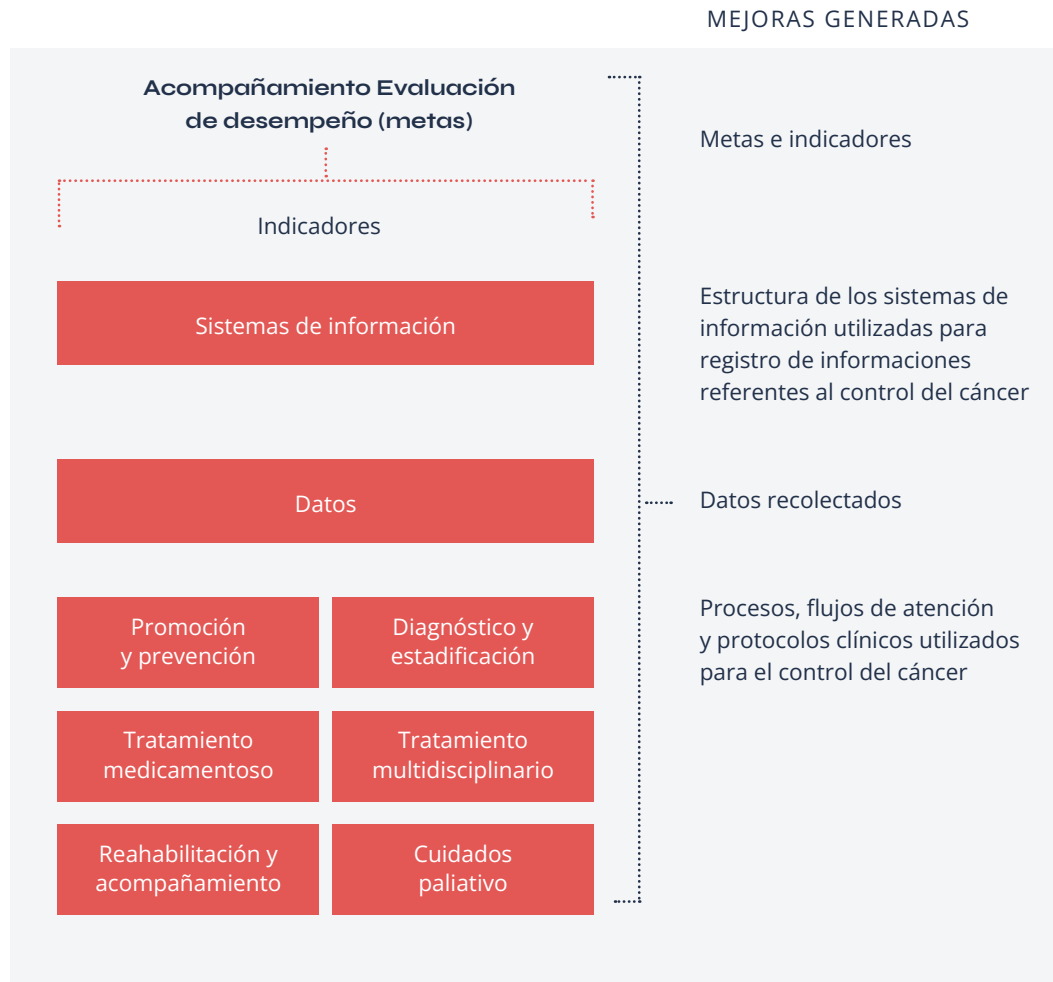 MEJORAS GENERADAS
Acompañamiento Evaluación
de desempeño (metas)
Metas e indicadores
Indicadores
Sistemas de información
Estructura de los sistemas de
información utilizadas para
registro de informaciones
referentes al control del cáncer
Datos
Datos recolectados
Promoción
y prevención
Diagnóstico y
estadificación
Procesos, flujos de atención
y protocolos clínicos utilizados
para el control del cáncer
Tratamiento
medicamentoso
Tratamiento
multidisciplinario
Reahabilitación y
acompañamiento
Cuidados
paliativo